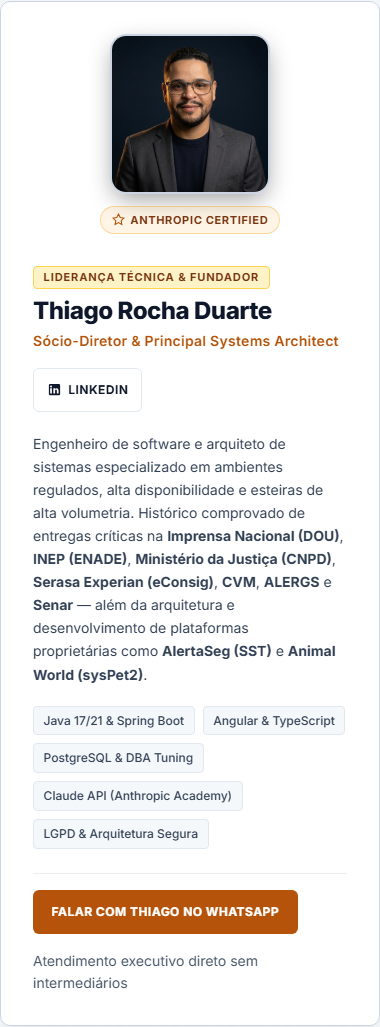 ANTHROPIC CERTIFIED
LIDERANÇA TÉCNICA & FUNDADOR
Thiago Rocha Duarte
Sócio-Diretor & Principal Systems Architect
LINKEDIN
Engenheiro de software e arquiteto de
sistemas especializado em ambientes
regulados, alta disponibilidade e esteiras de
alta volumetria. Histórico comprovado de
entregas críticas na Imprensa Nacional (DOU),
INEP (ENADE), Ministério da Justiça (CNPD),
Serasa Experian (eConsig), CVM, ALERGS e
Senar — além da arquitetura e
desenvolvimento de plataformas
proprietárias como AlertaSeg (SST) e Animal
World (sysPet2).
Java 17/21 & Spring Boot
Angular & TypeScript
PostgreSQL & DBA Tuning
Claude API (Anthropic Academy)
LGPD & Arquitetura Segura
FALAR COM THIAGO NO WHATSAPP
Atendimento executivo direto sem
intermediários